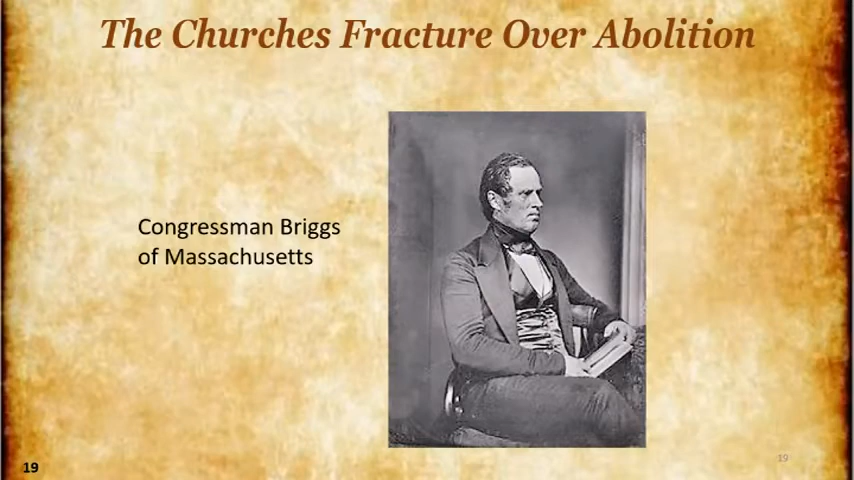 The Churches Fracture Over Abolition
Congressman Briggs
of Massachusetts
19
19